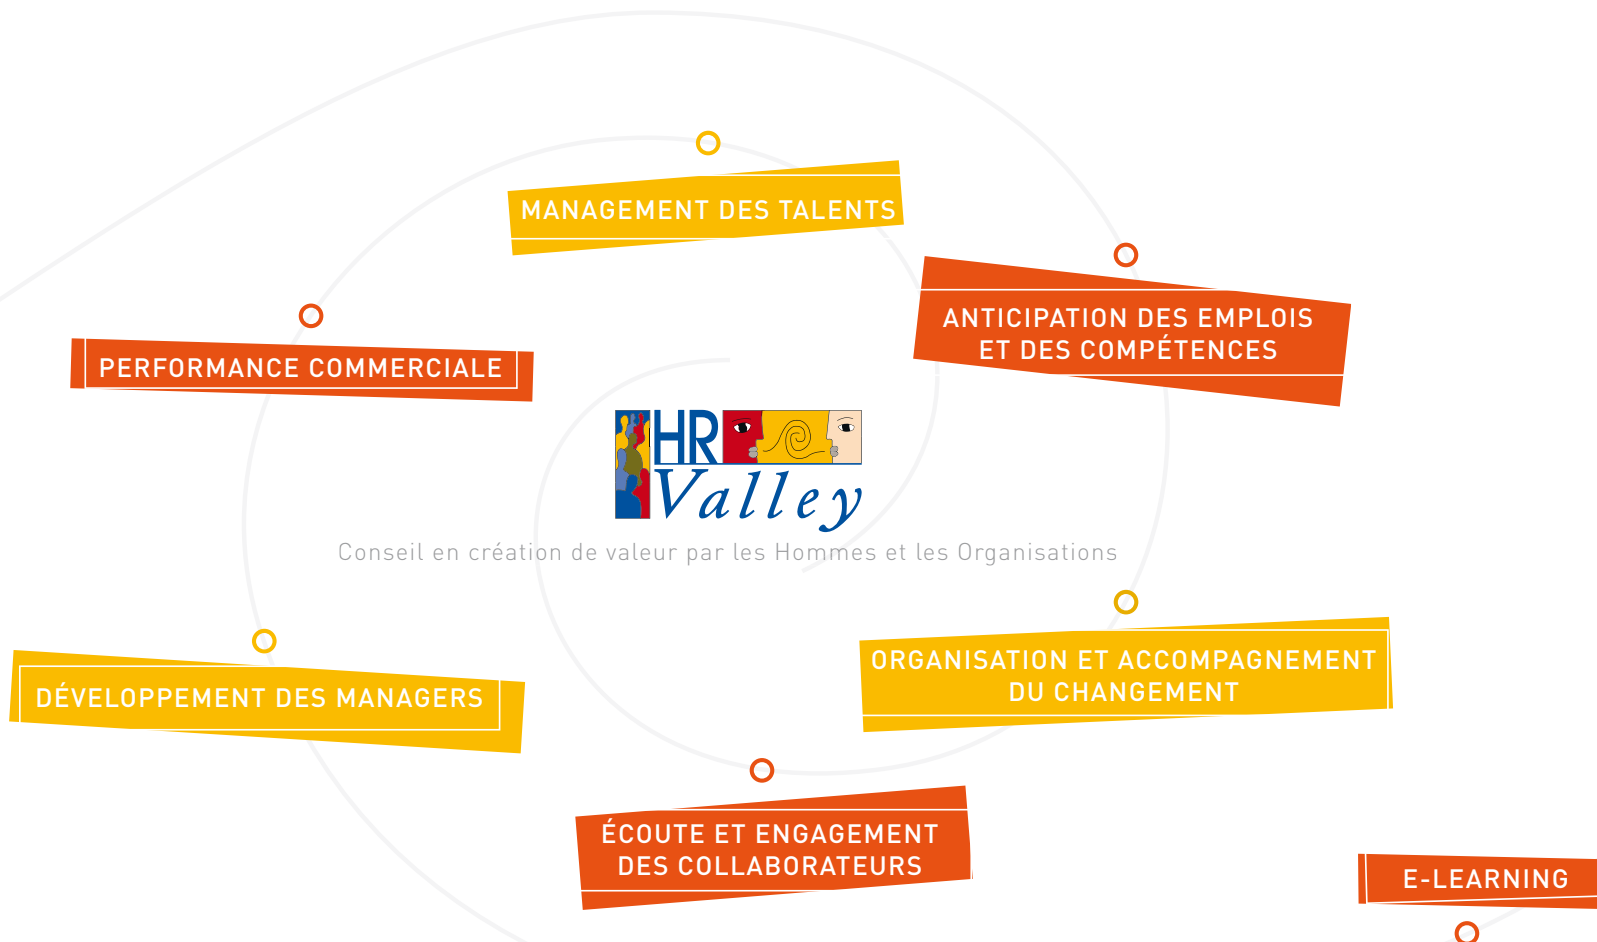 MANAGEMENT DES TALENTS
ANTICIPATION DES EMPLOIS
ET DES COMPÉTENCES
PERFORMANCE COMMERCIALE
HR
Valley
Conseil en création de valeur par les Hommes et les Organisations
DÉVELOPPEMENT DES MANAGERS
ORGANISATION ET ACCOMPAGNEMENT
DU CHANGEMENT
ÉCOUTE ET ENGAGEMENT
DES COLLABORATEURS
E-LEARNING